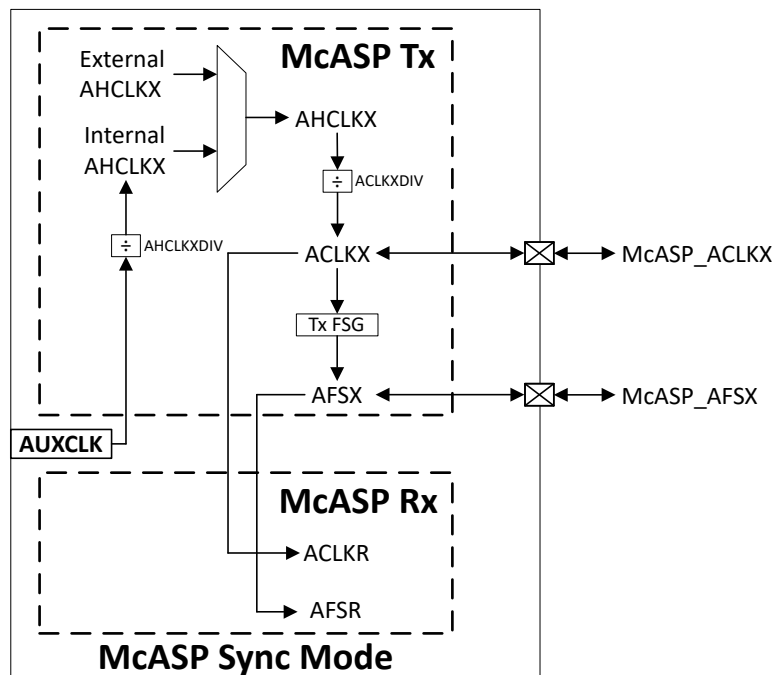 McASP Tx
External
AHCLKX
Internal
AHCLKX
AHCLKX
÷ ACLKXDIV
÷ AHCLKXDIV
ACLKX
McASP_ACLKX
Tx FSG
AFSX
McASP_AFSX
AUXCLK
McASP Rx
ACLKR
AFSR
McASP Sync Mode